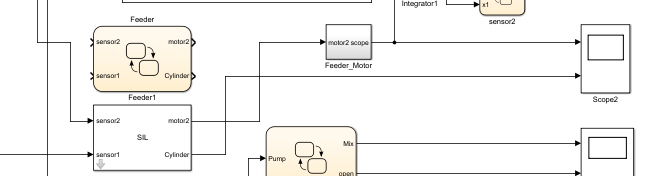 Integrator1
x1
sensor2
Feeder
sensor2
motor2
sensor1
Cylinder
motor2 scope
Feeder_Motor
Feeder1
Scope2
sensor2
motor2
SIL
sensor1
Cylinder
Mix
Pump
open